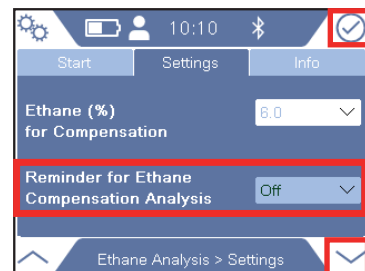 10:10
Start Settings Info
Ethane (%)
for Compensation
6.0
Reminder for Ethane
Compensation Analysis
Off
Ethane Analysis > Settings